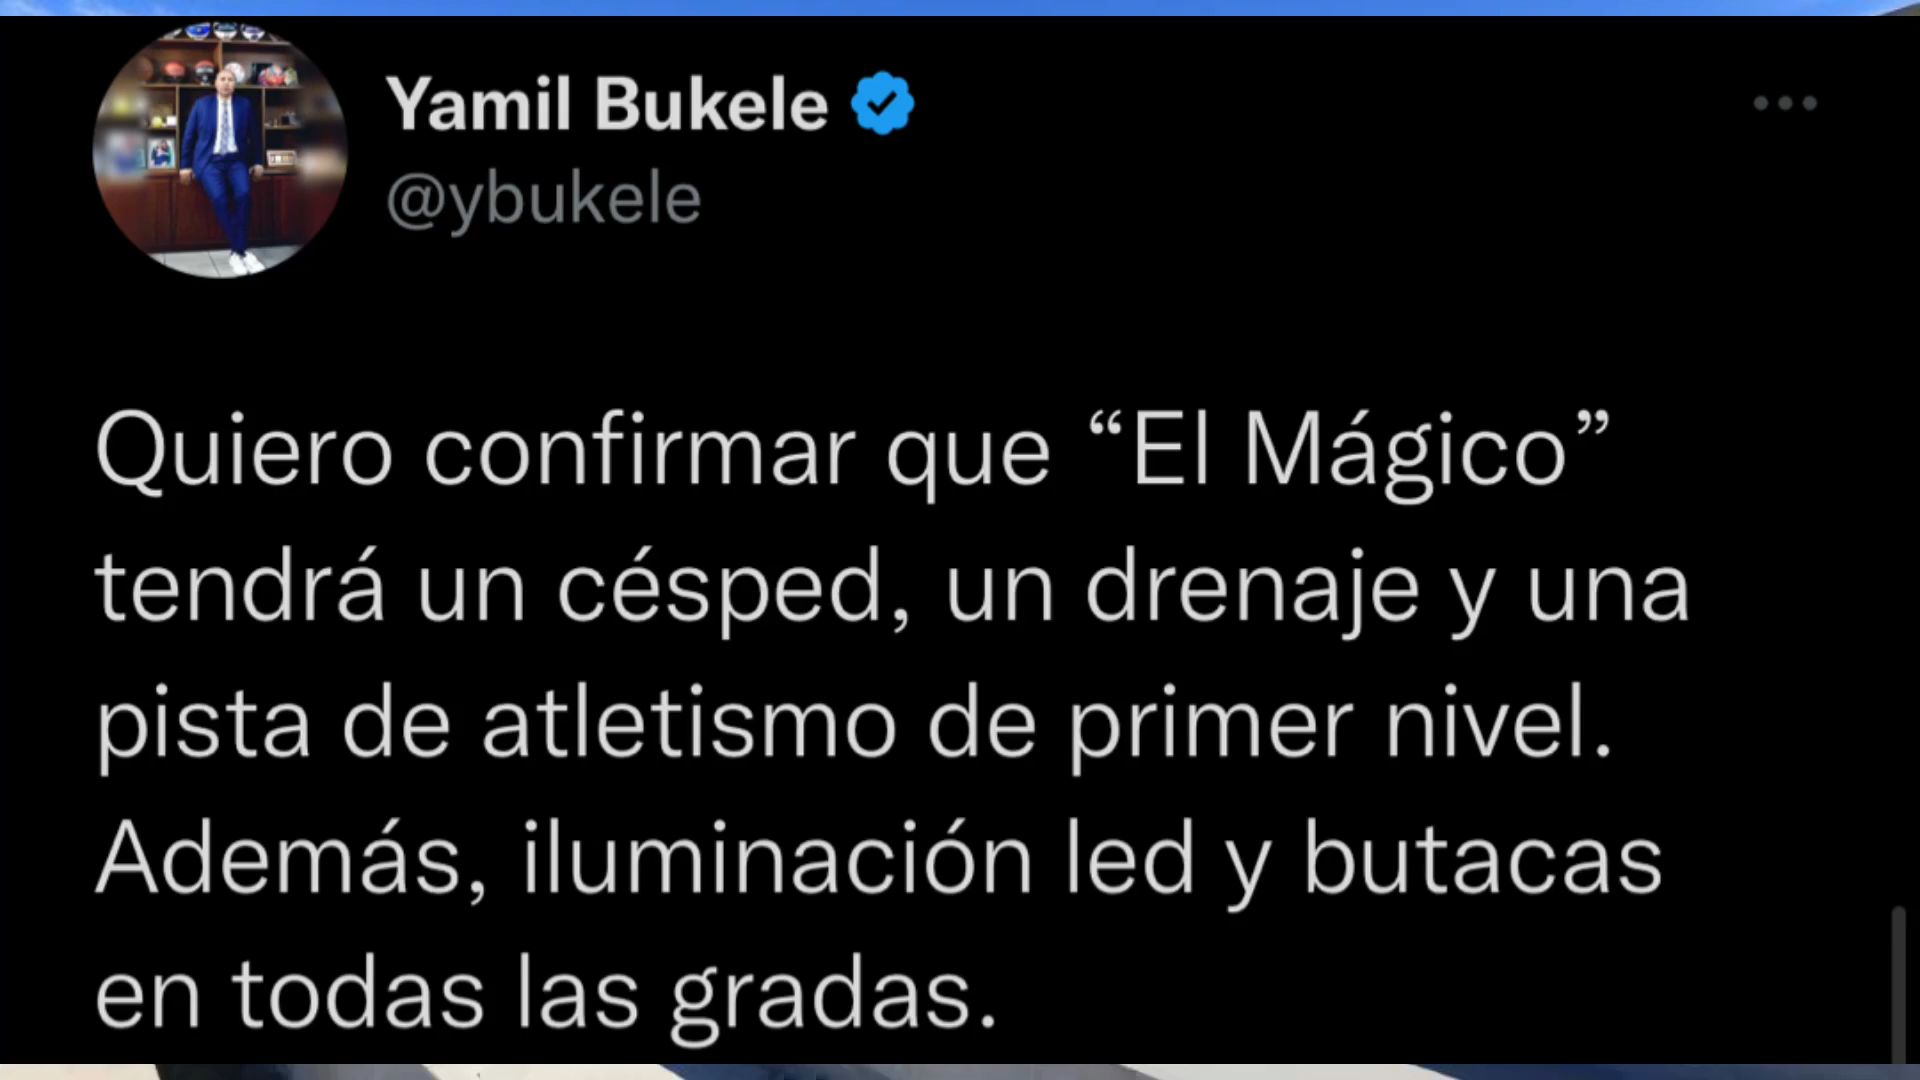 Yamil Bukele
@ybukele
Quiero confirmar que “El Mágico”
tendrá un césped, un drenaje y una
pista de atletismo de primer nivel.
Además, iluminación led y butacas
en todas las gradas.